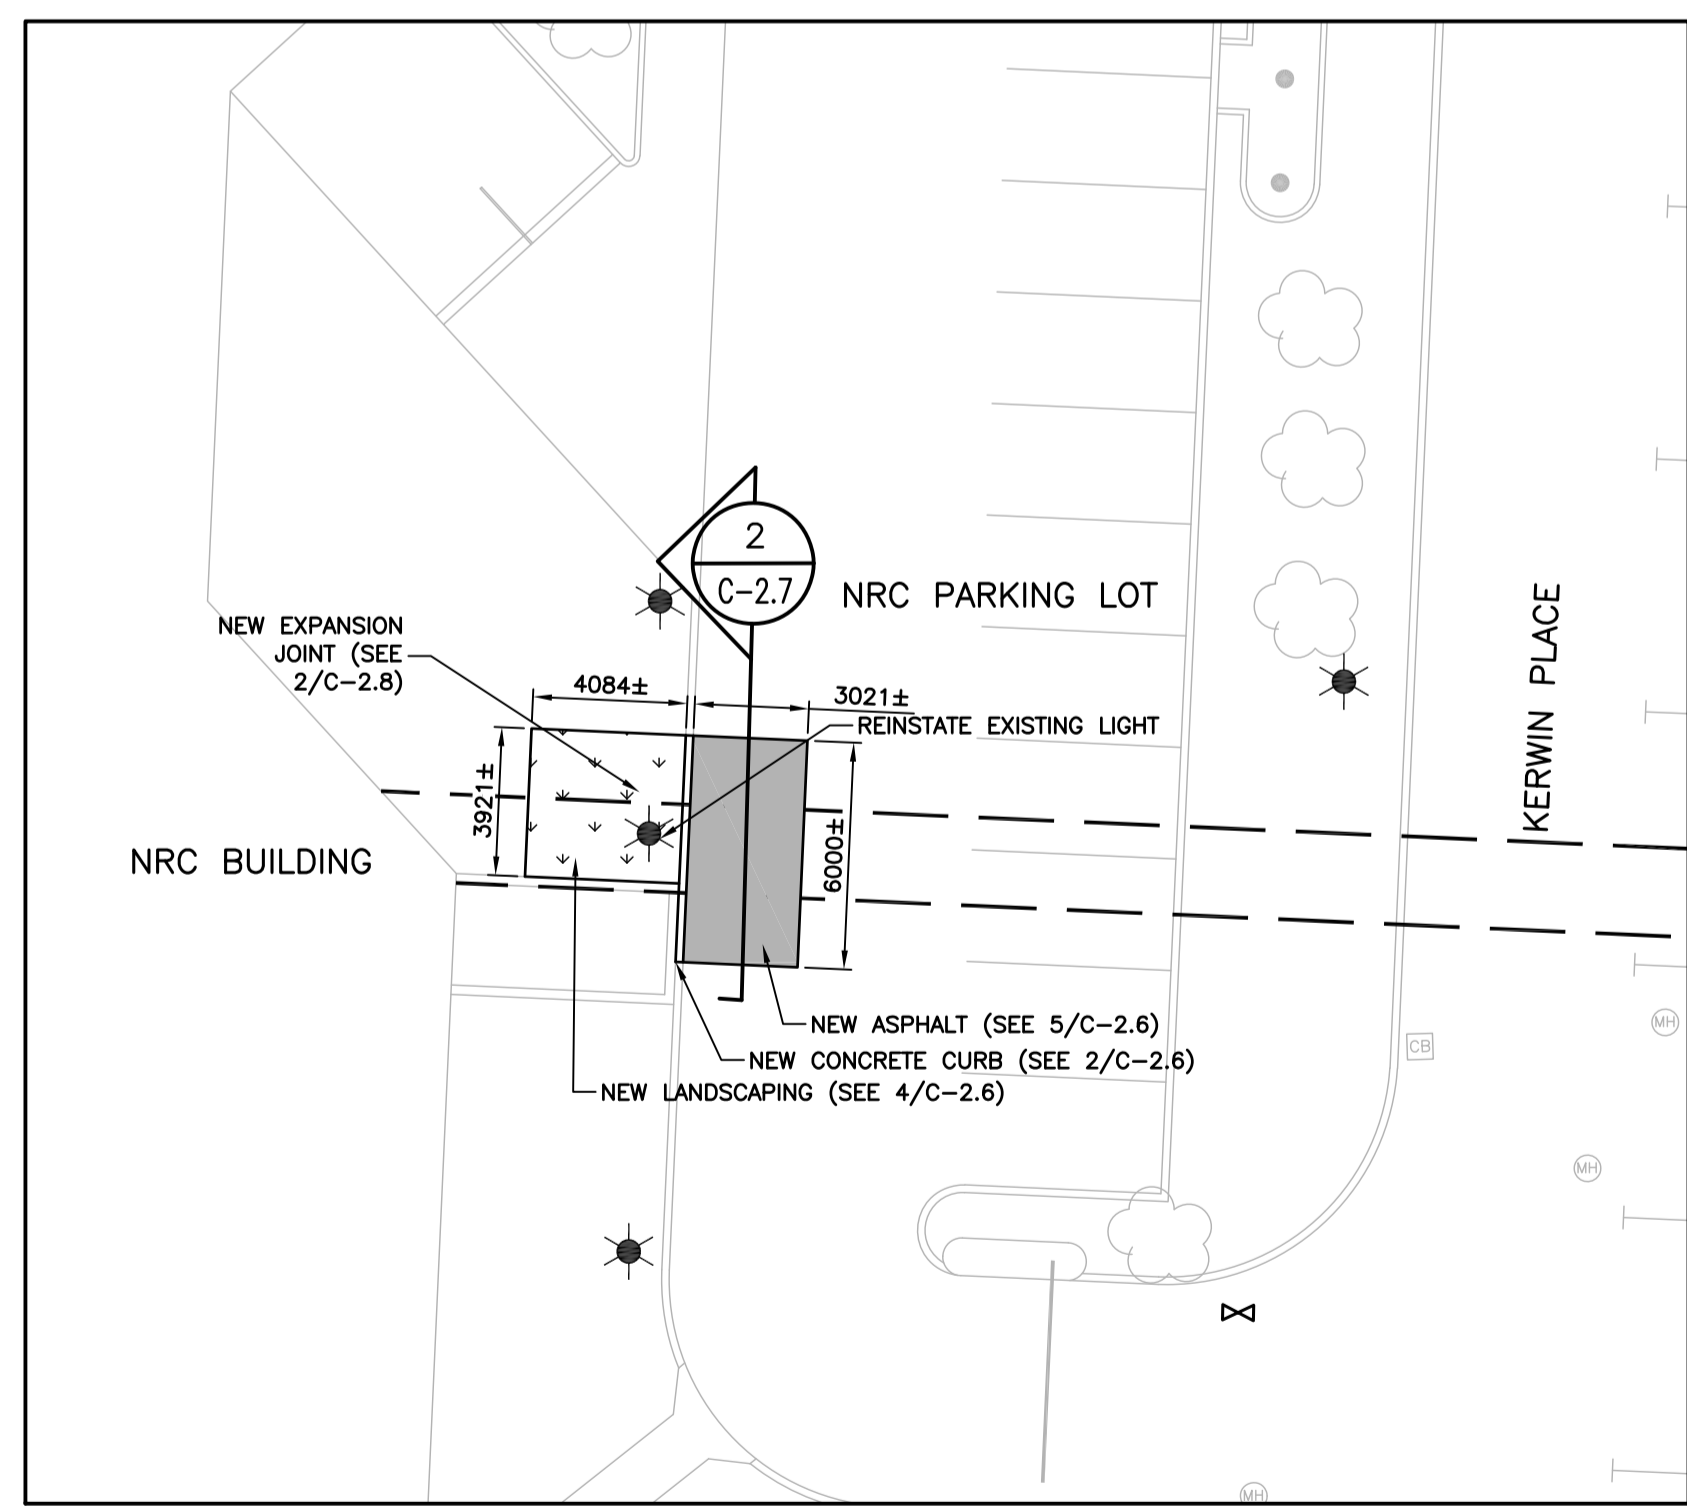 2
C-2.7
NRC PARKING LOT
KERWIN PLACE
NEW EXPANSION
JOINT (SEE
2/C-2.8)
4084±
3021±
REINSTATE EXISTING LIGHT
3921±
6000±
NRC BUILDING
NEW ASPHALT (SEE 5/C-2.6)
NEW CONCRETE CURB (SEE 2/C-2.6)
NEW LANDSCAPING (SEE 4/C-2.6)
MH
CB
MH
MH